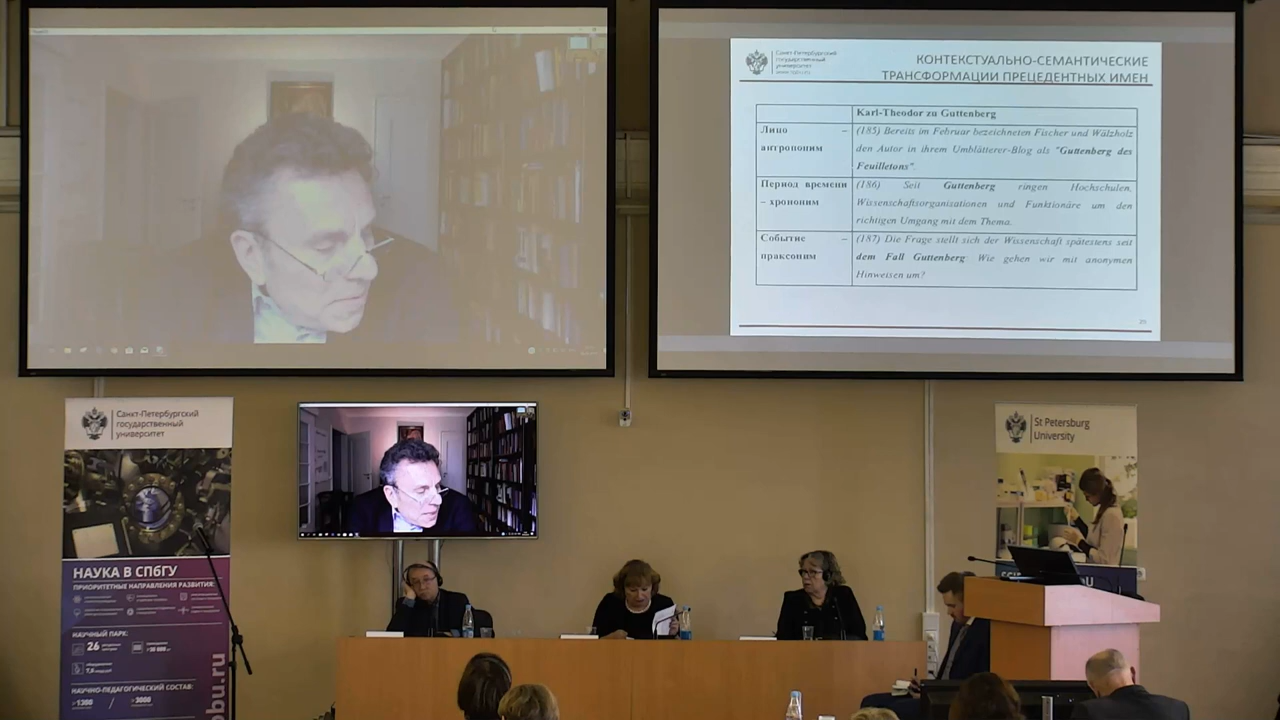 Санкт-Петербургский
государственный
университет
КОНТЕКСТУАЛЬНО-СЕМАНТИЧЕСКИЕ
ТРАНСФОРМАЦИИ ПРЕЦЕДЕНТНЫХ ИМЕН
Karl-Theodor zu Guttenberg
Лицо –
антропоним
(185) Bereits im Februar bezeichneten Fischer und Wälzholz
den Autor in ihrem Umblätterer-Blog als "Guttenberg des
Feuilletons".
Период времени
– хрононим
(186) Seit Guttenberg ringen Hochschulen,
Wissenschaftsorganisationen und Funktionäre um den
richtigen Umgang mit dem Thema.
Событие –
праксоним
(187) Die Frage stellt sich der Wissenschaft spätestens seit
dem Fall Guttenberg: Wie gehen wir mit anonymen
Hinweisen um?
Санкт-Петербургский
государственный
университет
НАУКА В СПБГУ
ПРИОРИТЕТНЫЕ НАПРАВЛЕНИЯ РАЗВИТИЯ:
НАУЧНЫЙ ПАРК:
26
НАУЧНО-ПЕДАГОГИЧЕСКИЙ СОСТАВ:
>1300 / >3000
bu.ru
St Petersburg
University